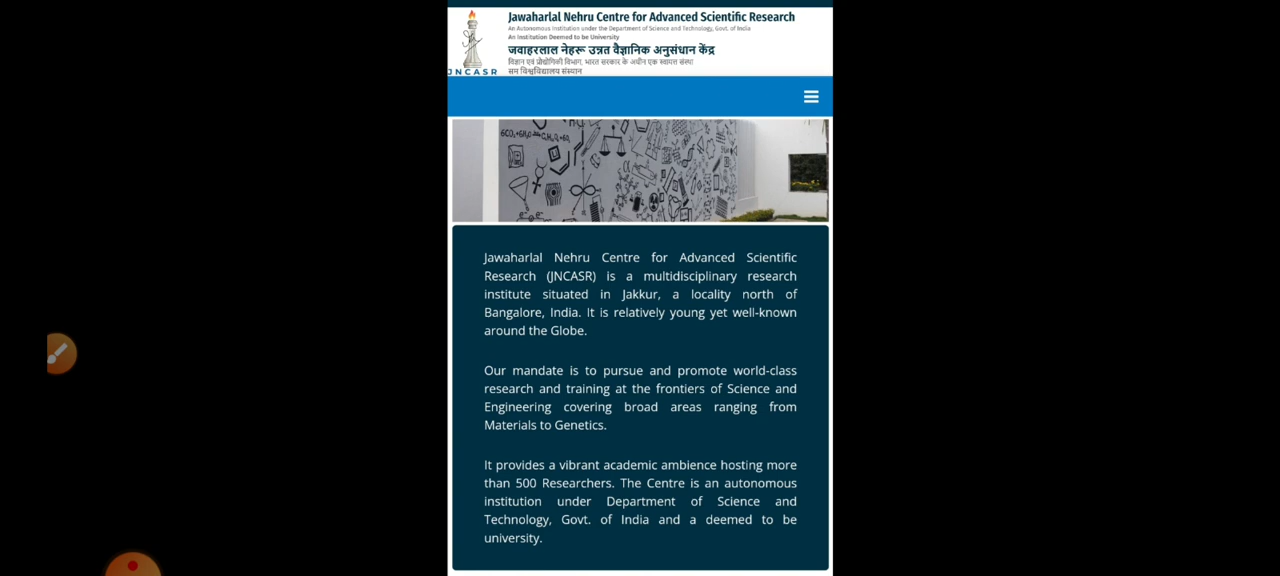 Jawaharlal Nehru Centre for Advanced Scientific Research
An Autonomous Institution under the Department of Science and Technology, Govt. of India
An Institution Deemed to be University
जवाहरलाल नेहरू उन्नत वैज्ञानिक अनुसंधान केंद्र
विज्ञान एवं प्रौद्योगिकी विभाग, भारत सरकार के अधीन एक स्वायत्त संस्था
सम विश्वविद्यालय संस्थान
JNCASR
Jawaharlal Nehru Centre for Advanced Scientific
Research (JNCASR) is a multidisciplinary research
institute situated in Jakkur, a locality north of
Bangalore, India. It is relatively young yet well-known
around the Globe.
Our mandate is to pursue and promote world-class
research and training at the frontiers of Science and
Engineering covering broad areas ranging from
Materials to Genetics.
It provides a vibrant academic ambience hosting more
than 500 Researchers. The Centre is an autonomous
institution under Department of Science and
Technology, Govt. of India and a deemed to be
university.